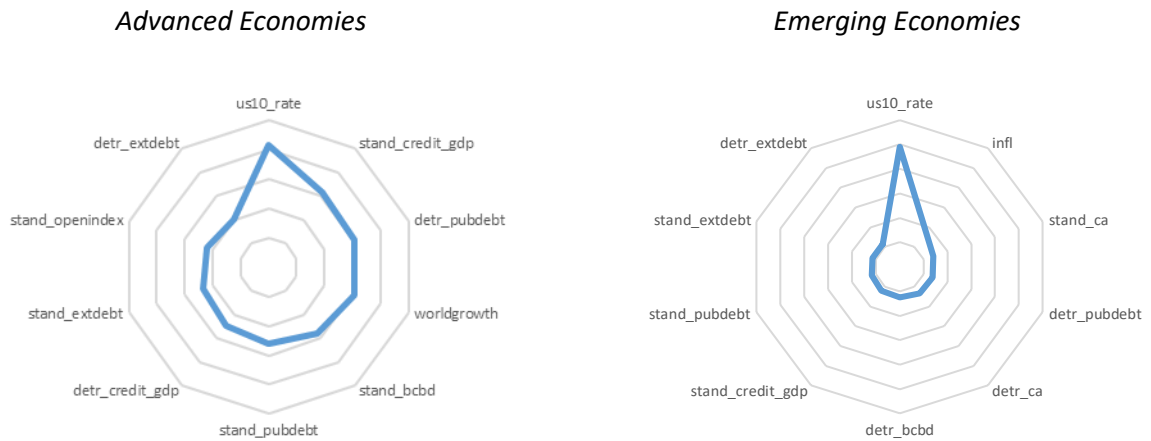 Advanced Economies
us10_rate
stand_credit_gdp
detr_pubdebt
worldgrowth
stand_bcbd
stand_pubdebt
detr_credit_gdp
stand_extdebt
stand_openindex
detr_extdebt
Emerging Economies
us10_rate
infl
stand_ca
detr_pubdebt
detr_ca
detr_bcbd
stand_credit_gdp
stand_pubdebt
stand_extdebt
detr_extdebt